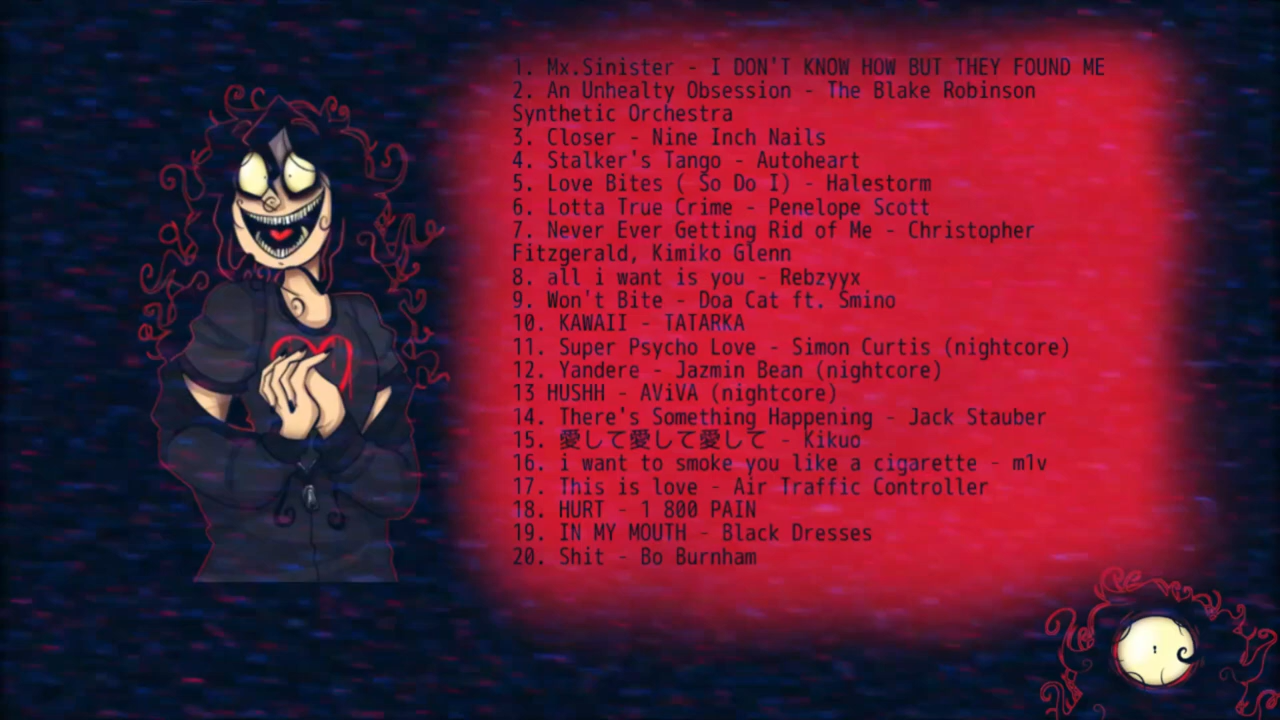 1. Mx.Sinister - I DON'T KNOW HOW BUT THEY FOUND ME
2. An Unhealty Obsession - The Blake Robinson
Synthetic Orchestra
3. Closer - Nine Inch Nails
4. Stalker's Tango - Autoheart
5. Love Bites ( So Do I) - Halestorm
6. Lotta True Crime - Penelope Scott
7. Never Ever Getting Rid of Me - Christopher
Fitzgerald, Kimiko Glenn
8. all i want is you - Rebzyyx
9. Won't Bite - Doa Cat ft. Smino
10. KAWAII - TATARKA
11. Super Psycho Love - Simon Curtis (nightcore)
12. Yandere - Jazmin Bean (nightcore)
13 HUSHH - AViVA (nightcore)
14. There's Something Happening - Jack Stauber
15. 愛して愛して愛して - Kikuo
16. i want to smoke you like a cigarette - m1v
17. This is love - Air Traffic Controller
18. HURT - 1 800 PAIN
19. IN MY MOUTH - Black Dresses
20. Shit - Bo Burnham